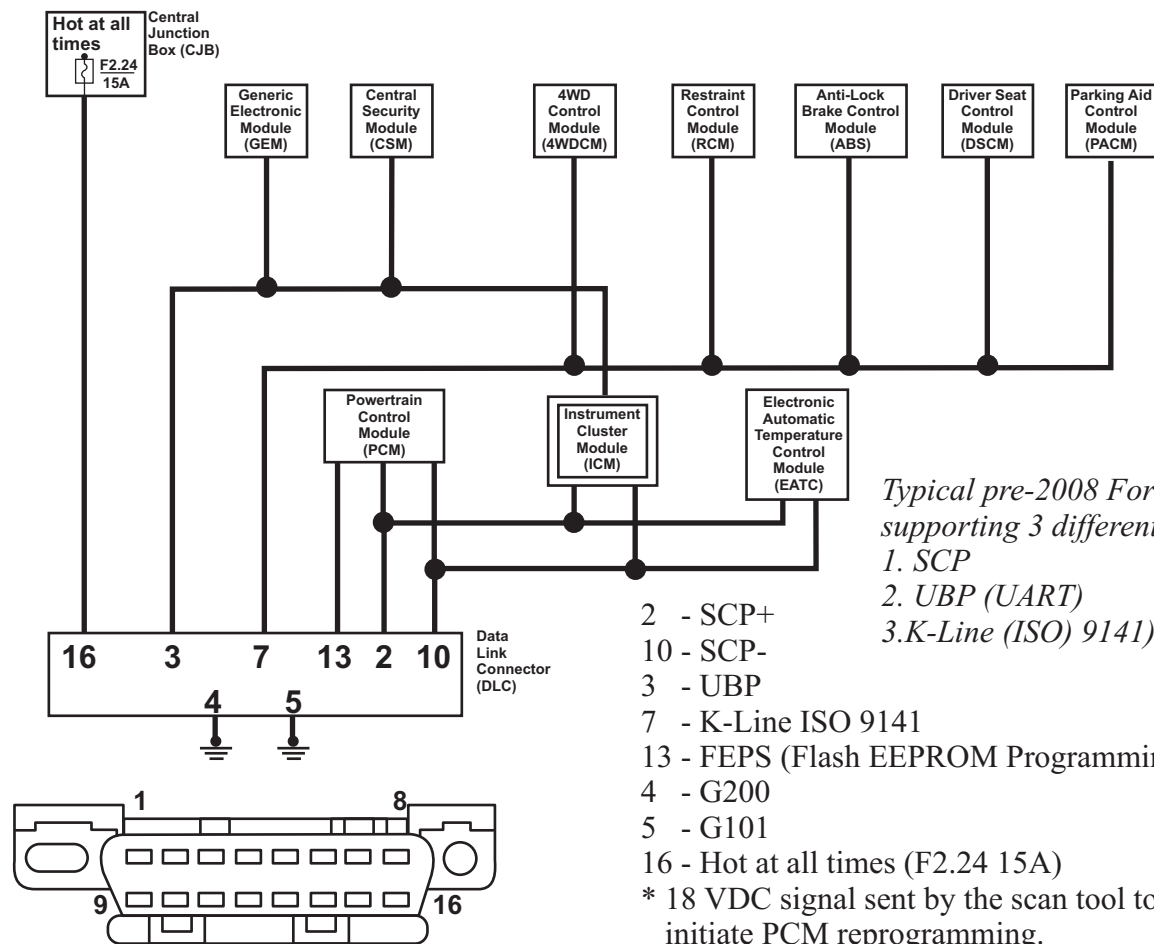 Hot at all
times
F2.24
15A
Central
Junction
Box (CJB)
Generic
Electronic
Module
(GEM)
Central
Security
Module
(CSM)
4WD
Control
Module
(4WDCM)
Restraint
Control
Module
(RCM)
Anti-Lock
Brake Control
Module
(ABS)
Driver Seat
Control
Module
(DSCM)
Parking Aid
Control
Module
(PACM)
Powertrain
Control
Module
(PCM)
Instrument
Cluster
Module
(ICM)
Electronic
Automatic
Temperature
Control
Module
(EATC)
Typical pre-2008 For
supporting 3 different
1. SCP
2. UBP (UART)
3.K-Line (ISO) 9141)
16 3 7 13 2 10
4 5
Data
Link
Connector
(DLC)
2 - SCP+
10 - SCP-
3 - UBP
7 - K-Line ISO 9141
13 - FEPS (Flash EEPROM Programmin
4 - G200
5 - G101
16 - Hot at all times (F2.24 15A)
* 18 VDC signal sent by the scan tool to
initiate PCM reprogramming.
1 8
9 16